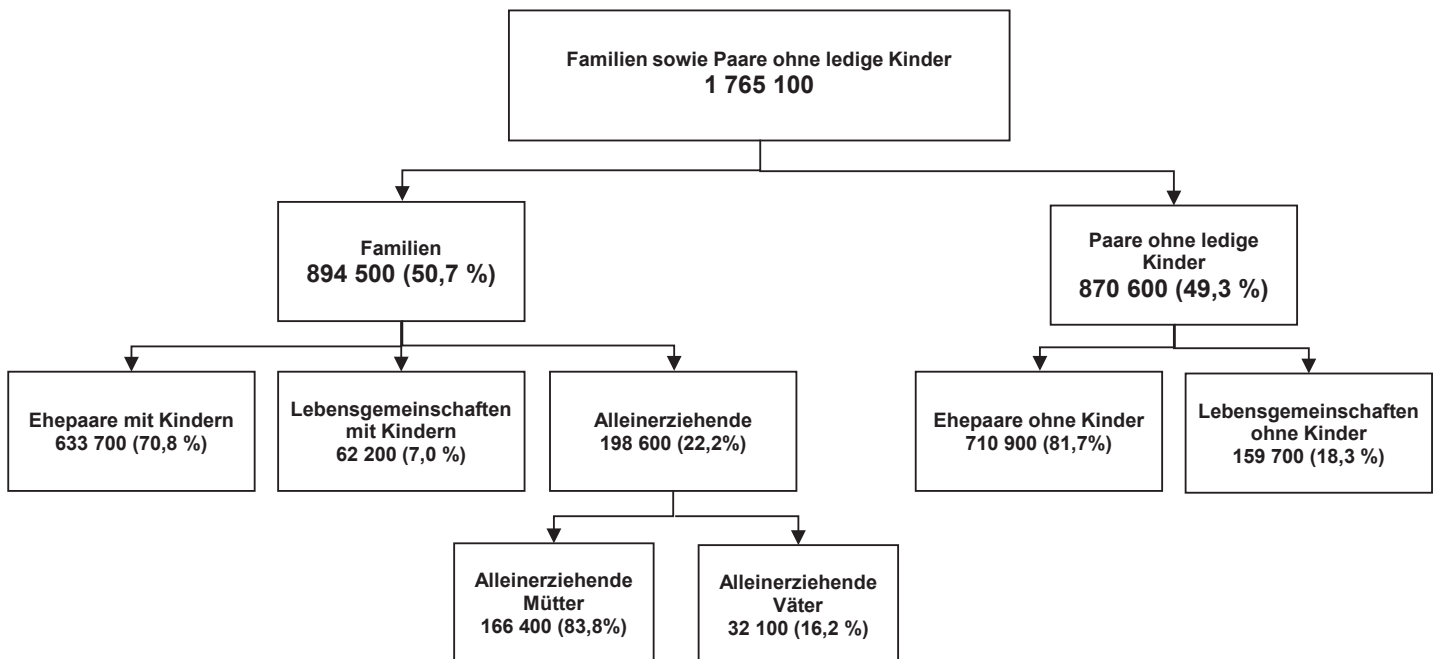 Familien sowie Paare ohne ledige Kinder
1 765 100
Familien
894 500 (50,7 %)
Paare ohne ledige
Kinder
870 600 (49,3 %)
Ehepaare mit Kindern
633 700 (70,8 %)
Lebensgemeinschaften
mit Kindern
62 200 (7,0 %)
Alleinerziehende
198 600 (22,2%)
Ehepaare ohne Kinder
710 900 (81,7%)
Lebensgemeinschaften
ohne Kinder
159 700 (18,3 %)
Alleinerziehende
Mütter
166 400 (83,8%)
Alleinerziehende
Väter
32 100 (16,2 %)